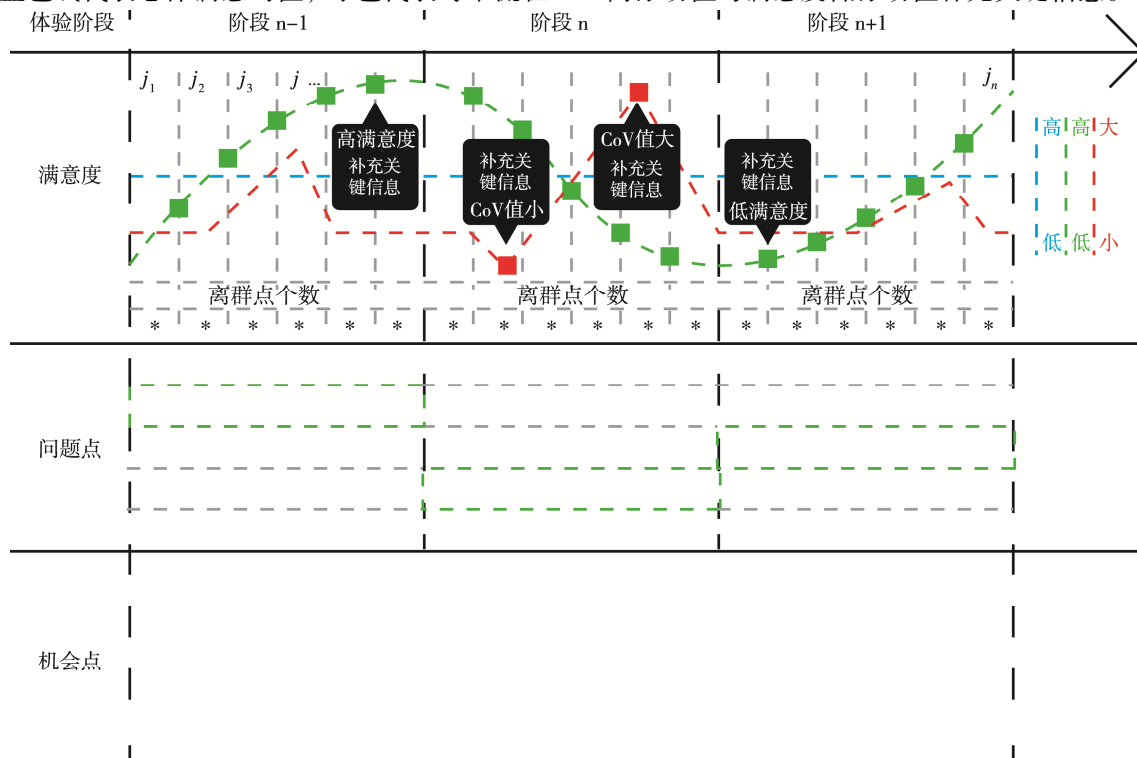 体验阶段 阶段 n-1 阶段 n 阶段 n+1
j1 j2 j3 j ... jn
满意度
高满意度
补充关
键信息
补充关
键信息
CoV值小
CoV值大
补充关
键信息
补充关
键信息
低满意度
高 高 大
低 低 小
离群点个数 离群点个数 离群点个数
* * * * * * * * * * * * * * * * * *
问题点
机会点